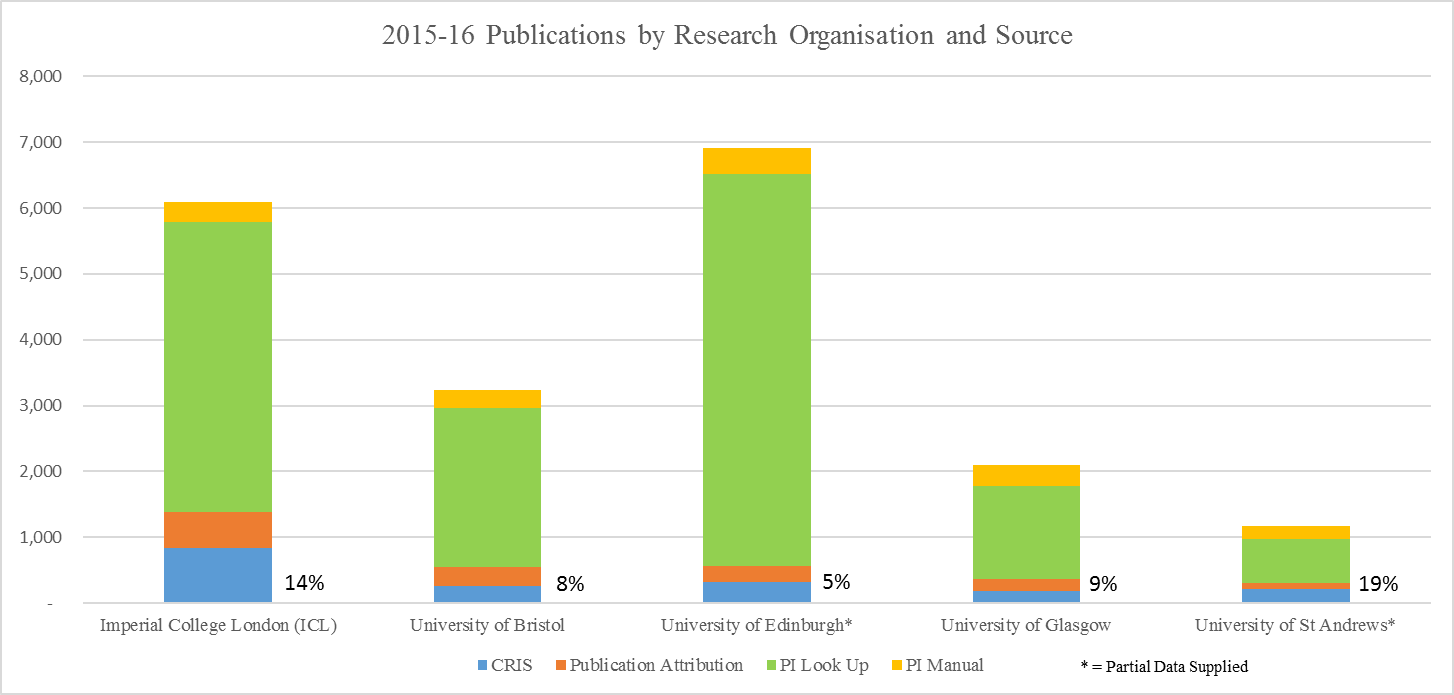 2015-16 Publications by Research Organisation and Source
8,000
7,000
6,000
5,000
4,000
3,000
2,000
1,000
-
14%
8%
5%
9%
19%
Imperial College London (ICL)
University of Bristol
University of Edinburgh*
University of Glasgow
University of St Andrews*
CRIS
Publication Attribution
PI Look Up
PI Manual
* = Partial Data Supplied